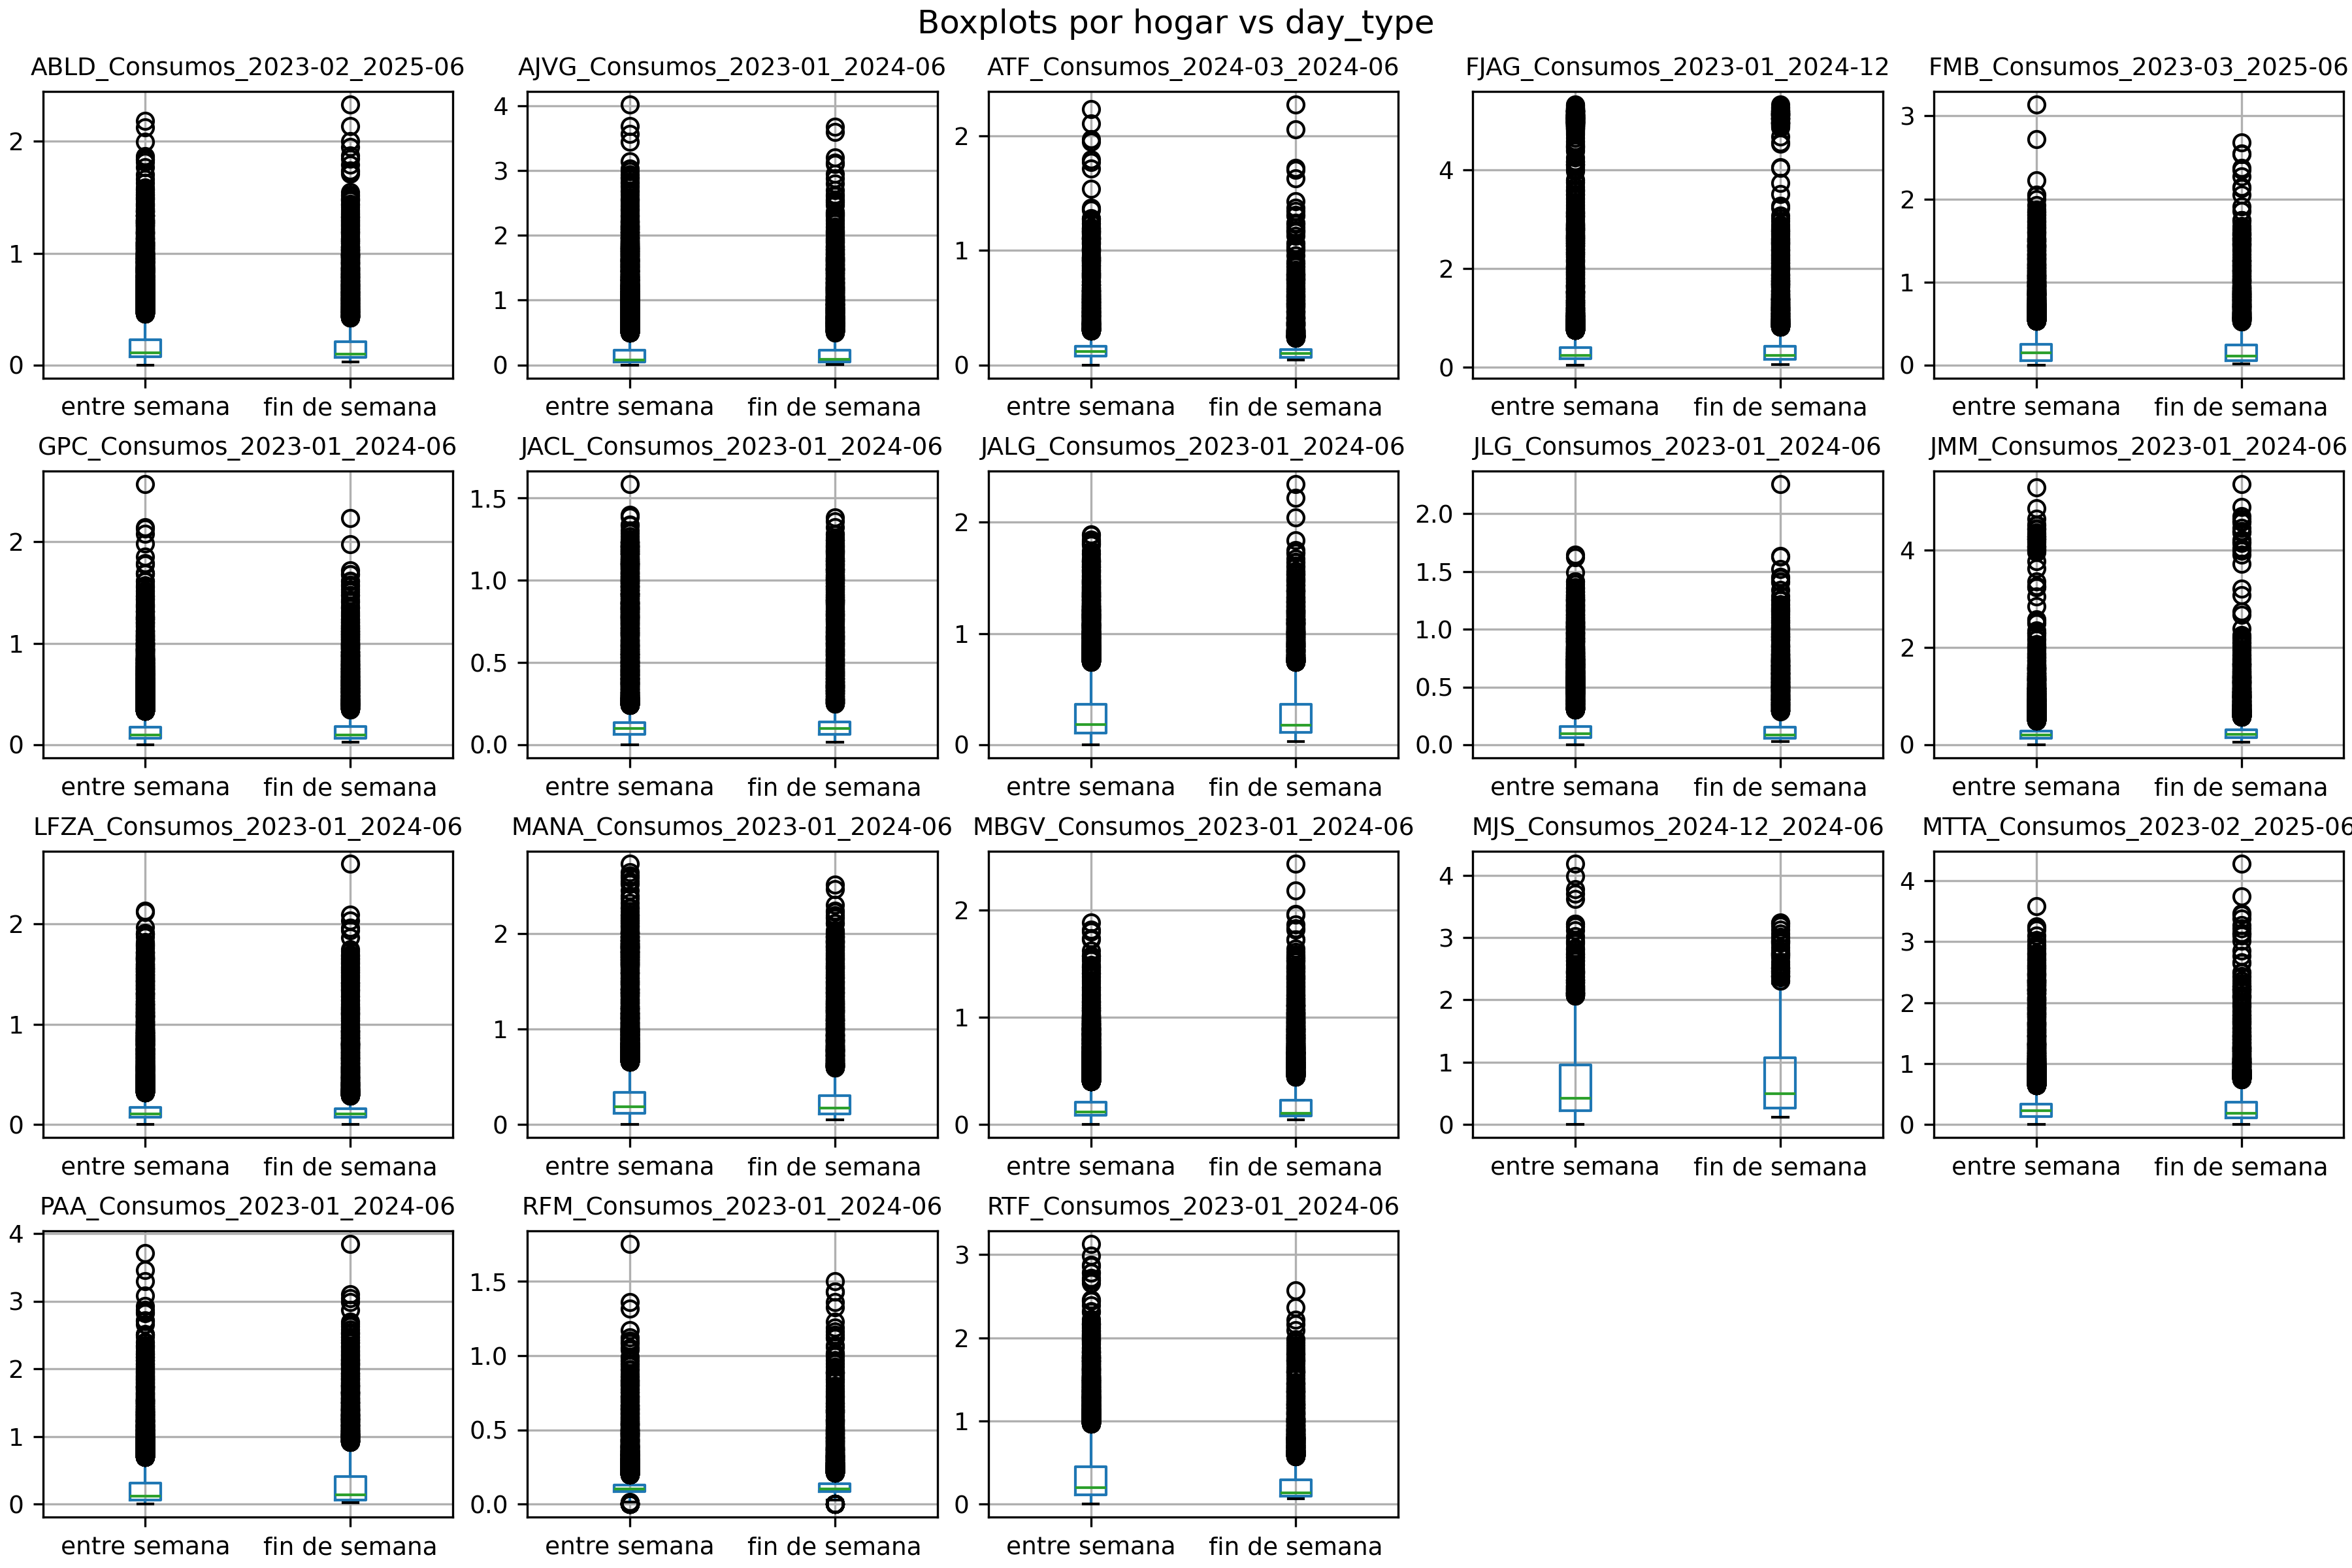 Boxplots por hogar vs day_type
ABLD_Consumos_2023-02_2025-06
2
1
0
entre semana fin de semana
AJVG_Consumos_2023-01_2024-06
4
3
2
1
0
entre semana fin de semana
ATF_Consumos_2024-03_2024-06
2
1
0
entre semana fin de semana
FJAG_Consumos_2023-01_2024-12
4
2
0
entre semana fin de semana
FMB_Consumos_2023-03_2025-06
3
2
1
0
entre semana fin de semana
GPC_Consumos_2023-01_2024-06
2
1
0
entre semana fin de semana
JACL_Consumos_2023-01_2024-06
1.5
1.0
0.5
0.0
entre semana fin de semana
JALG_Consumos_2023-01_2024-06
2
1
0
entre semana fin de semana
JLG_Consumos_2023-01_2024-06
2.0
1.5
1.0
0.5
0.0
entre semana fin de semana
JMM_Consumos_2023-01_2024-06
4
2
0
entre semana fin de semana
LFZA_Consumos_2023-01_2024-06
2
1
0
entre semana fin de semana
MANA_Consumos_2023-01_2024-06
2
1
0
entre semana fin de semana
MBGV_Consumos_2023-01_2024-06
2
1
0
entre semana fin de semana
MJS_Consumos_2024-12_2024-06
4
3
2
1
0
entre semana fin de semana
MTTA_Consumos_2023-02_2025-06
4
3
2
1
0
entre semana fin de semana
PAA_Consumos_2023-01_2024-06
4
3
2
1
0
entre semana fin de semana
RFM_Consumos_2023-01_2024-06
1.5
1.0
0.5
0.0
entre semana fin de semana
RTF_Consumos_2023-01_2024-06
3
2
1
0
entre semana fin de semana